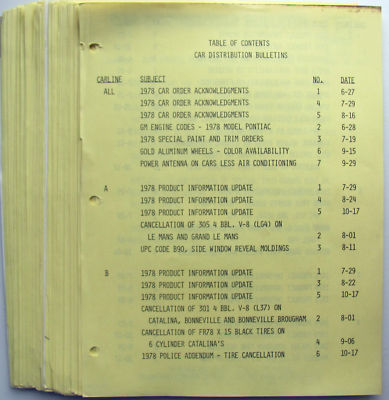 TABLE OF CONTENTS
CAR DISTRIBUTION BULLETINS
CARLINE SUBJECT NO. DATE
ALL 1978 CAR ORDER ACKNOWLEDGMENTS 1 6-27
1978 CAR ORDER ACKNOWLEDGMENTS 4 7-29
1978 CAR ORDER ACKNOWLEDGMENTS 5 8-16
GM ENGINE CODES - 1978 MODEL PONTIAC 2 6-28
1978 SPECIAL PAINT AND TRIM ORDERS 3 7-19
GOLD ALUMINUM WHEELS - COLOR AVAILABILITY 6 9-15
POWER ANTENNA ON CARS LESS AIR CONDITIONING 7 9-29
A 1978 PRODUCT INFORMATION UPDATE 1 7-29
1978 PRODUCT INFORMATION UPDATE 4 8-24
1978 PRODUCT INFORMATION UPDATE 5 10-17
CANCELLATION OF 305 4 BBL. V-8 (LG4) ON
LE MANS AND GRAND LE MANS 2 8-01
UPC CODE B90, SIDE WINDOW REVEAL MOLDINGS 3 8-11
B 1978 PRODUCT INFORMATION UPDATE 1 7-29
1978 PRODUCT INFORMATION UPDATE 3 8-22
1978 PRODUCT INFORMATION UPDATE 5 10-17
CANCELLATION OF 301 4 BBL. V-8 (L37) ON
CATALINA, BONNEVILLE AND BONNEVILLE BROUGHAM 2 8-01
CANCELLATION OF FR78 X 15 BLACK TIRES ON
6 CYLINDER CATALINA'S 4 9-06
1978 POLICE ADDENDUM - TIRE CANCELLATION 6 10-17